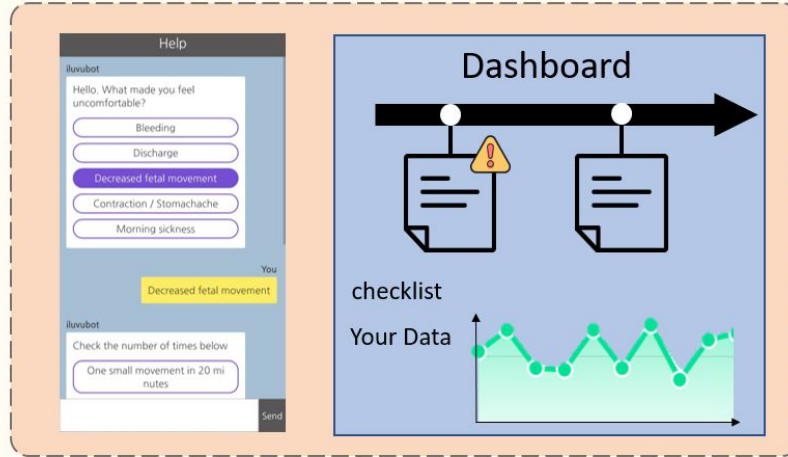 Help
iluvubot
Hello. What made you feel
uncomfortable?
Bleeding
Discharge
Decreased fetal movement
Contraction / Stomachache
Morning sickness
You
Decreased fetal movement
iluvubot
Check the number of times below
One small movement in 20 mi
nutes
Send
Dashboard
!
checklist
Your Data